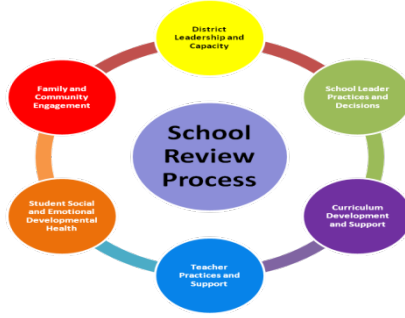 District
Leadership and
Capacity
Family and
Community
Engagement
School Leader
Practices and
Decisions
School
Review
Process
Student Social
and Emotional
Developmental
Health
Curriculum
Development
and Support
Teacher
Practices and
Support